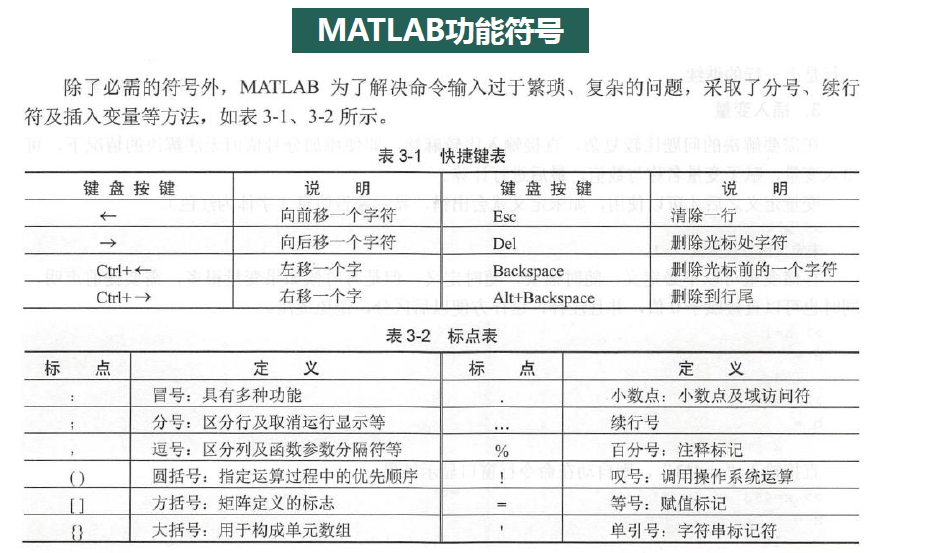 MATLAB功能符号
除了必需的符号外，MATLAB 为了解决命令输入过于繁琐、复杂的问题，采取了分号、续行
符及插入变量等方法，如表 3-1、3-2 所示。
表 3-1 快捷键表
键盘按键 说 明 键盘按键 说 明
← 向前移一个字符 Esc 清除一行
→ 向后移一个字符 Del 删除光标处字符
Ctrl+← 左移一个字 Backspace 删除光标前的一个字符
Ctrl+→ 右移一个字 Alt+Backspace 删除到行尾
表 3-2 标点表
标 点 定 义 标 点 定 义
: 冒号：具有多种功能 . 小数点：小数点及域访问符
; 分号：区分行及取消运行显示等 … 续行号
, 逗号：区分列及函数参数分隔符等 % 百分号：注释标记
( ) 圆括号：指定运算过程中的优先顺序 ! 叹号：调用操作系统运算
[ ] 方括号：矩阵定义的标志 = 等号：赋值标记
{} 大括号：用于构成单元数组 ' 单引号：字符串标记符